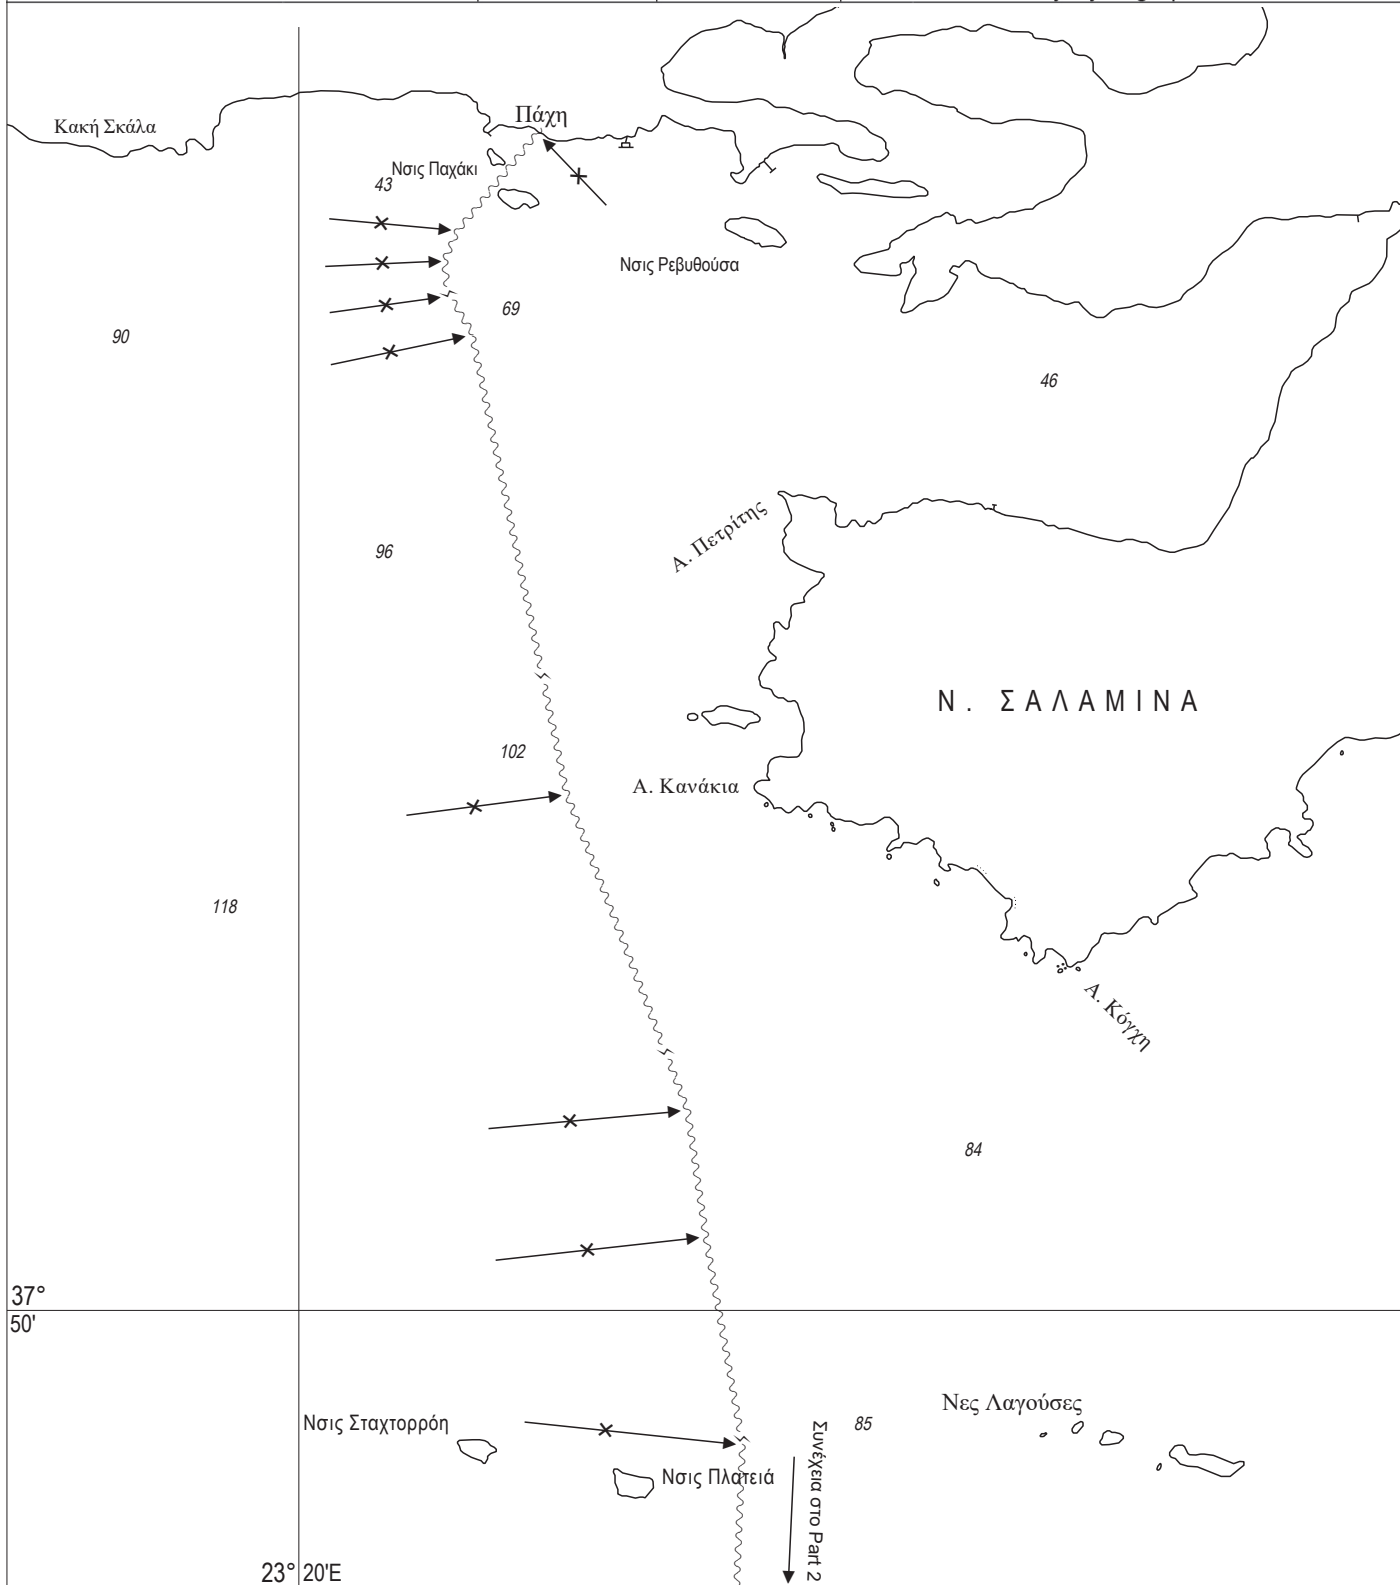 Πάχη
Κακή Σκάλα
Νσις Παχάκι
43
Νσις Ρεβυθούσα
69
90
46
Α. Πετρίτης
96
Ν. ΣΑΛΑΜΙΝΑ
102
Α. Κανάκια
118
Α. Κόγχη
84
37°
50'
Νες Λαγούσες
Νσις Σταχτορρόη
85
Συνέχεια στο Part 2
Νσις Πλατειά
23° 20'E